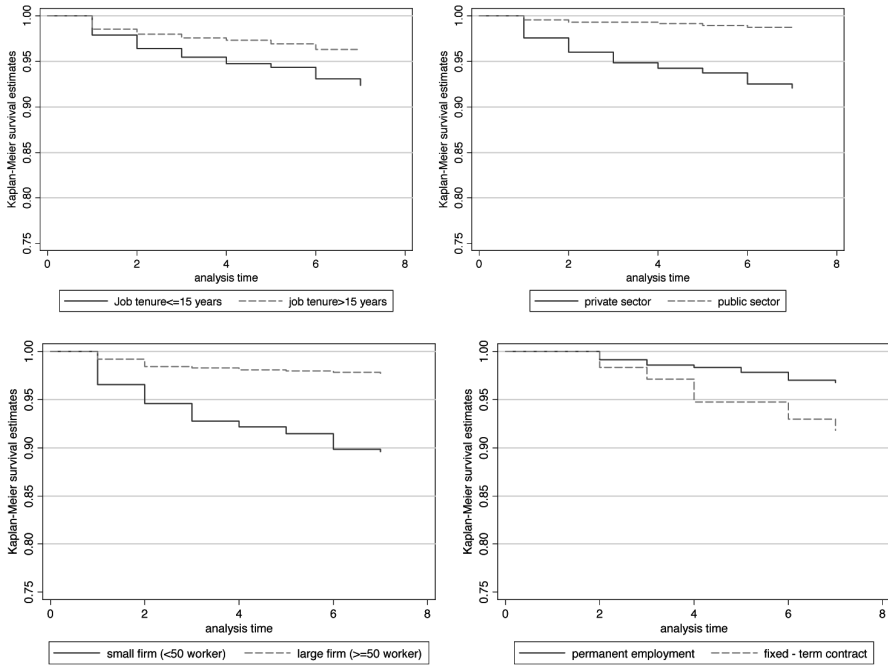 Kaplan-Meier survival estimates
1.00
0.95
0.90
0.85
0.80
0.75
0 2 4 6 8
analysis time
Job tenure<=15 years job tenure>15 years
Kaplan-Meier survival estimates
1.00
0.95
0.90
0.85
0.80
0.75
0 2 4 6 8
analysis time
private sector public sector
Kaplan-Meier survival estimates
1.00
0.95
0.90
0.85
0.80
0.75
0 2 4 6 8
analysis time
small firm (<50 worker) large firm (>=50 worker)
Kaplan-Meier survival estimates
1.00
0.95
0.90
0.85
0.80
0.75
0 2 4 6 8
analysis time
permanent employment fixed - term contract